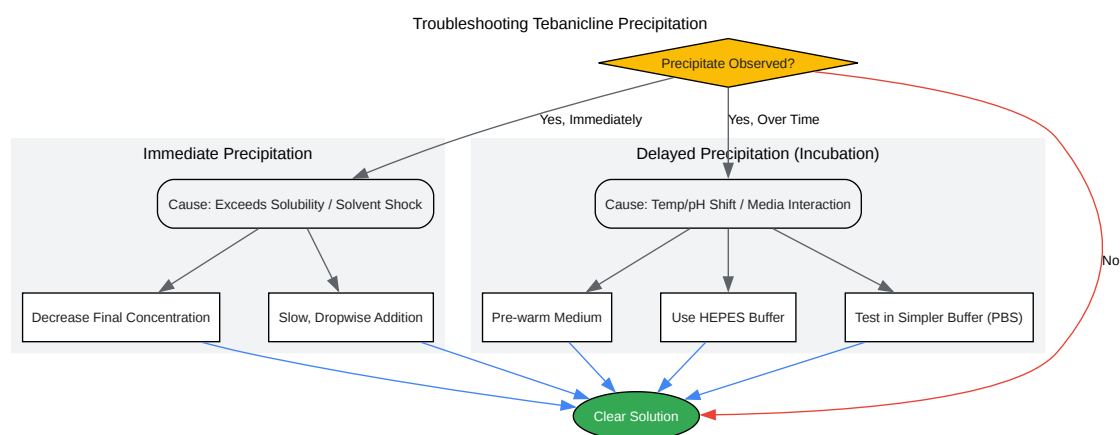 Troubleshooting Tebanicline Precipitation
Precipitate Observed?
Yes, Immediately
Yes, Over Time
Immediate Precipitation
Delayed Precipitation (Incubation)
Cause: Exceeds Solubility / Solvent Shock
Cause: Temp/pH Shift / Media Interaction
No
Decrease Final Concentration
Slow, Dropwise Addition
Pre-warm Medium
Use HEPES Buffer
Test in Simpler Buffer (PBS)
Clear Solution